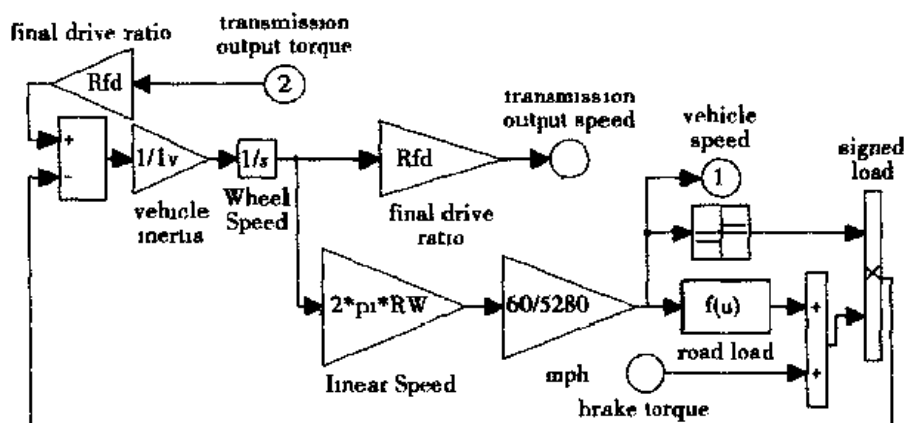 final drive ratio
transmission
output torque
Rfd
2
+
−
1/1v
1/s
vehicle
inertia
Wheel
Speed
Rfd
final drive
ratio
transmission
output speed
vehicle
speed
1
signed
load
2*pi*RW
linear Speed
60/5280
mph
f(u)
road load
+
+
×
brake torque